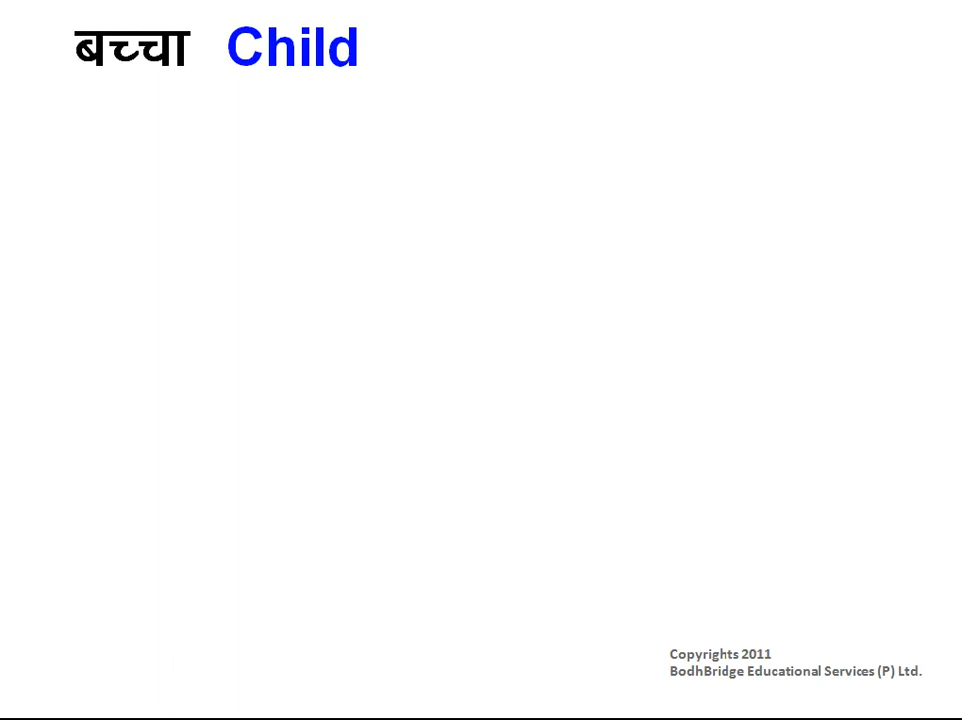 बच्चा Child
Copyrights 2011
BodhBridge Educational Services (P) Ltd.